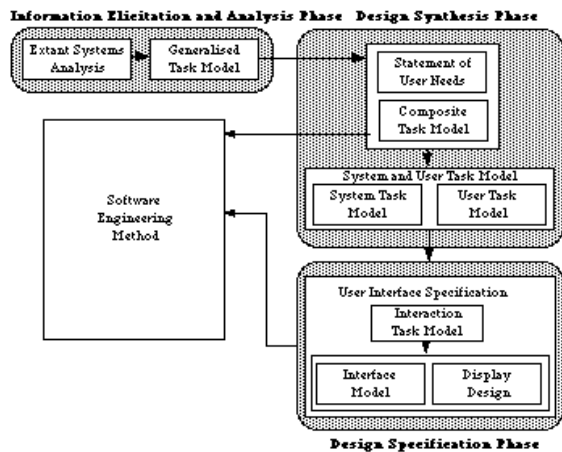 Information Elicitation and Analysis Phase
Design Synthesis Phase
Extant Systems
Analysis
Generalised
Task Model
Statement of
User Needs
Composite
Task Model
System and User Task Model
System Task
Model
User Task
Model
Software
Engineering
Method
User Interface Specification
Interaction
Task Model
Interface
Model
Display
Design
Design Specification Phase